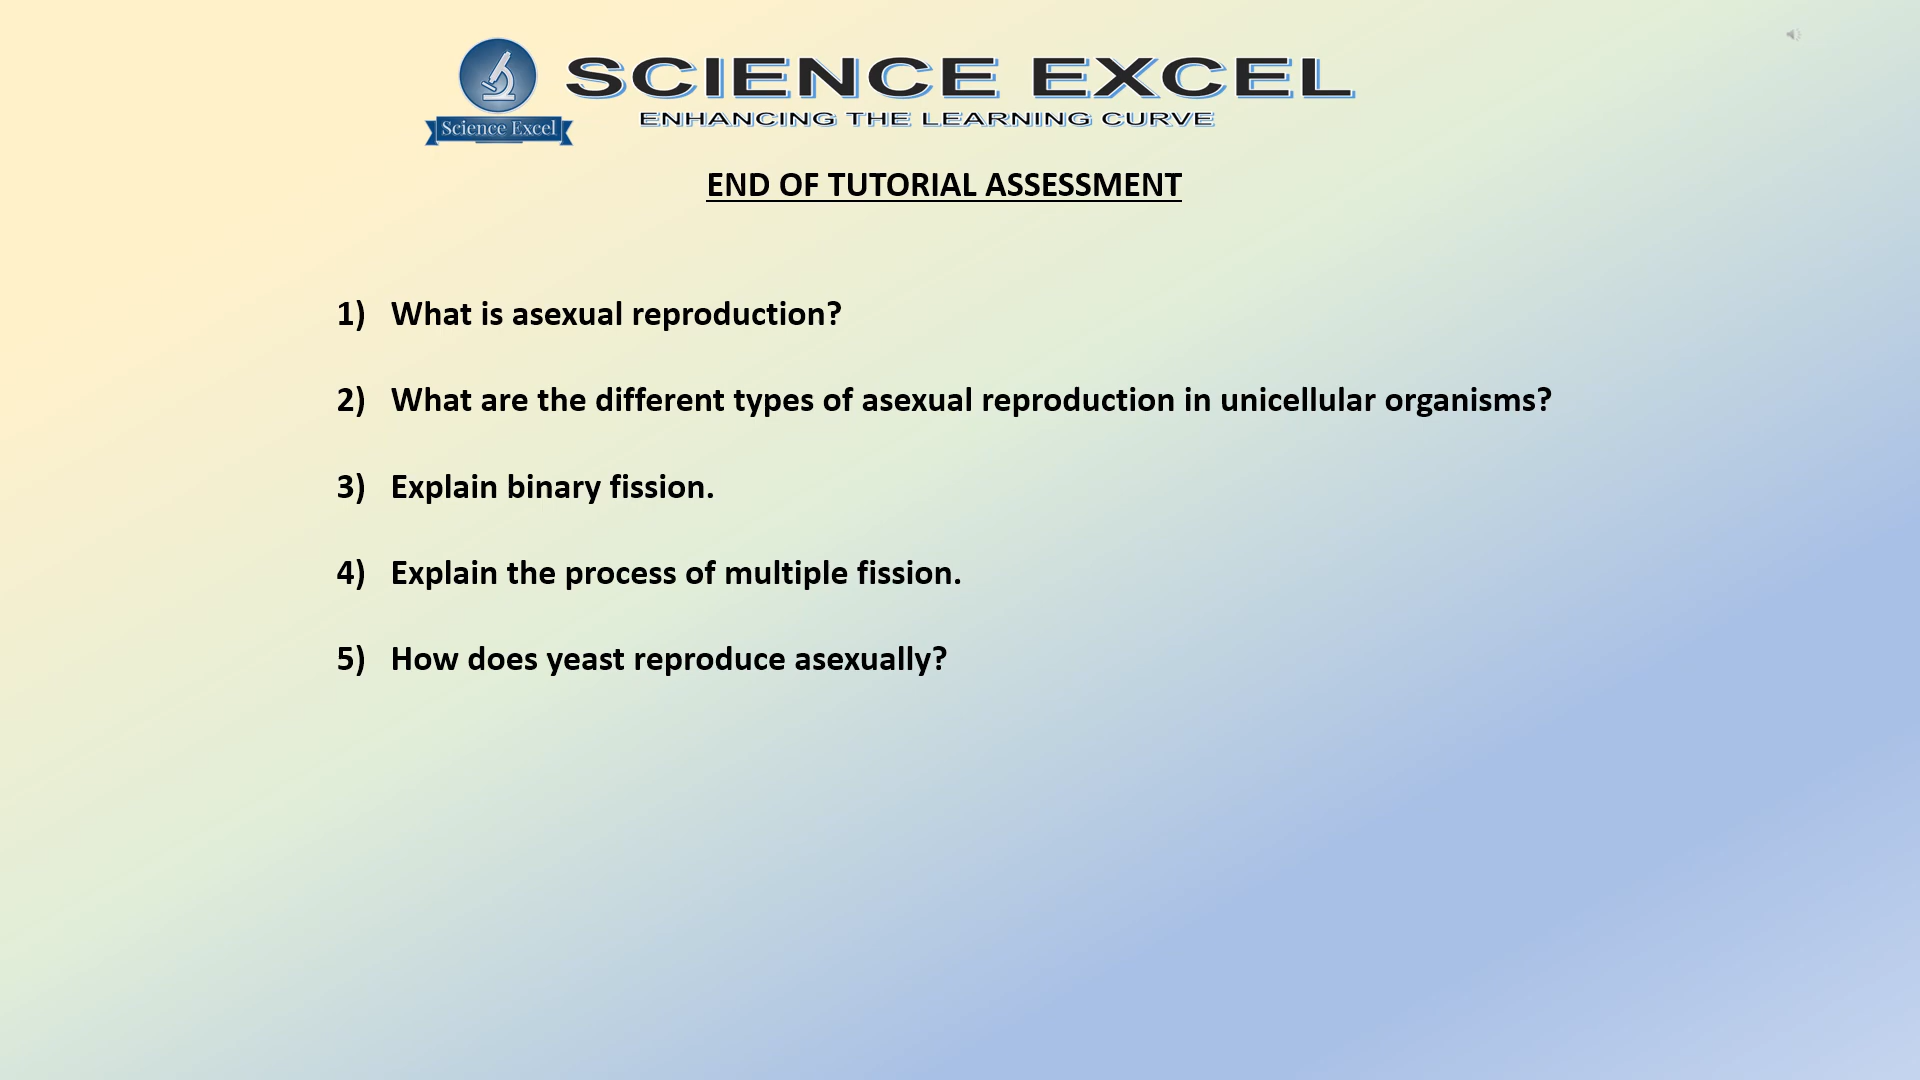 SCIENCE EXCEL
ENHANCING THE LEARNING CURVE
Science Excel
END OF TUTORIAL ASSESSMENT
1) What is asexual reproduction?
2) What are the different types of asexual reproduction in unicellular organisms?
3) Explain binary fission.
4) Explain the process of multiple fission.
5) How does yeast reproduce asexually?